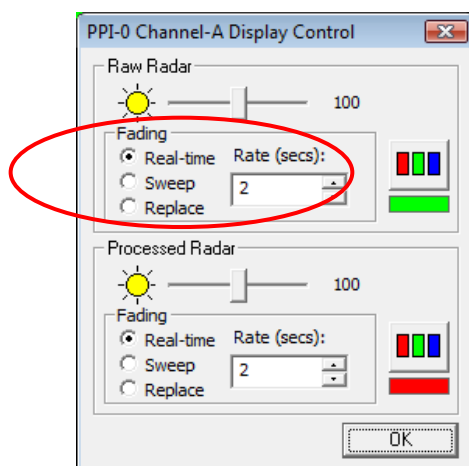 PPI-0 Channel-A Display Control
Raw Radar
100
Fading
Real-time Rate (secs):
Sweep 2
Replace
Processed Radar
100
Fading
Real-time Rate (secs):
Sweep 2
Replace
OK